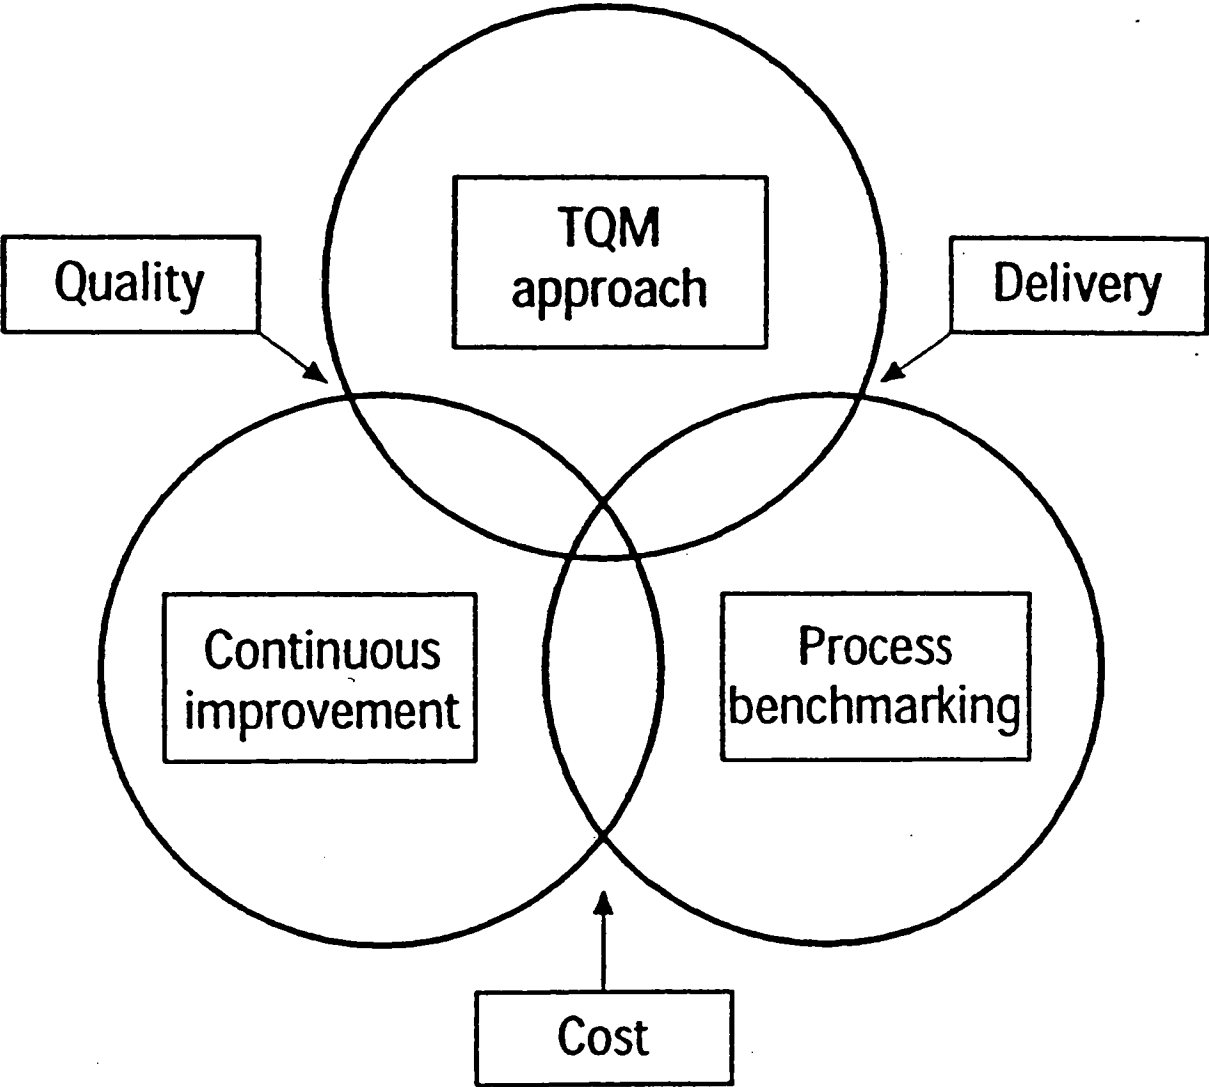 TQM
approach
Quality
Delivery
Continuous
improvement
Process
benchmarking
Cost